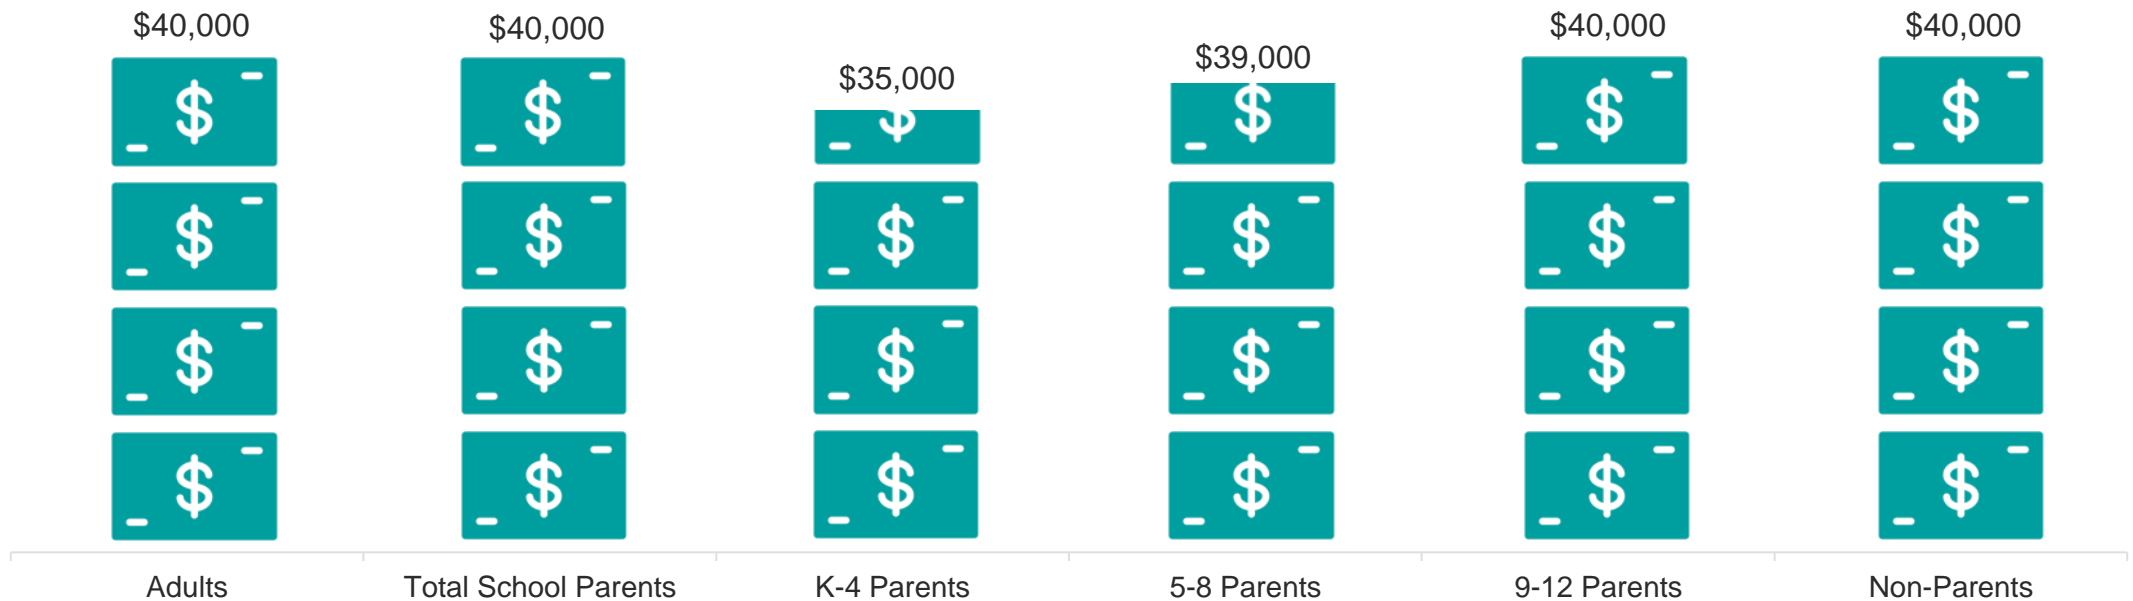 $40,000
$40,000
$35,000
$39,000
$40,000
$40,000
$ $ $ $ $ $
$ $ $ $ $ $
$ $ $ $ $ $
$ $ $ $ $ $
Adults
Total School Parents
K-4 Parents
5-8 Parents
9-12 Parents
Non-Parents